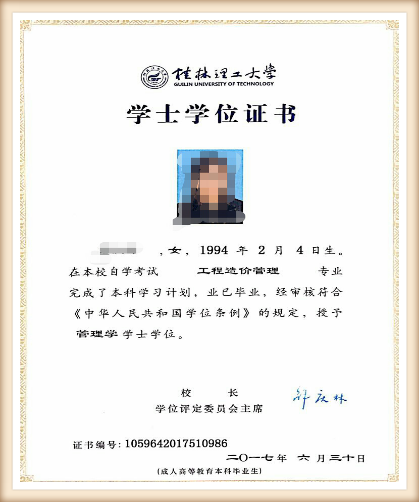 桂林理工大学
GUILIN UNIVERSITY OF TECHNOLOGY
学士学位证书
,女,1994 年 2 月 4 日生。
在本校自学考试 工程造价管理 专业
完成了本科学习计划,业已毕业,经审核符合
《中华人民共和国学位条例》的规定,授予
管理学学士学位。
校 长
学位评定委员会主席
证书编号:1059642017510986
二〇一七年 六 月 三十 日
(成人高等教育本科毕业生)